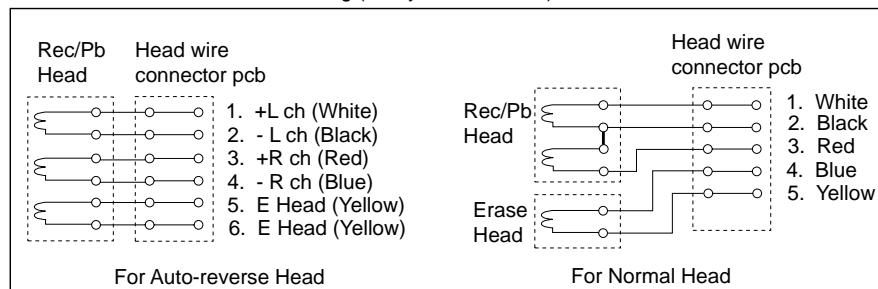 Rec/Pb
Head
Head wire
connector pcb
1. +L ch (White)
2. - L ch (Black)
3. +R ch (Red)
4. - R ch (Blue)
5. E Head (Yellow)
6. E Head (Yellow)
For Auto-reverse Head
Head wire
connector pcb
Rec/Pb
Head
1. White
2. Black
3. Red
4. Blue
5. Yellow
Erase
Head
For Normal Head